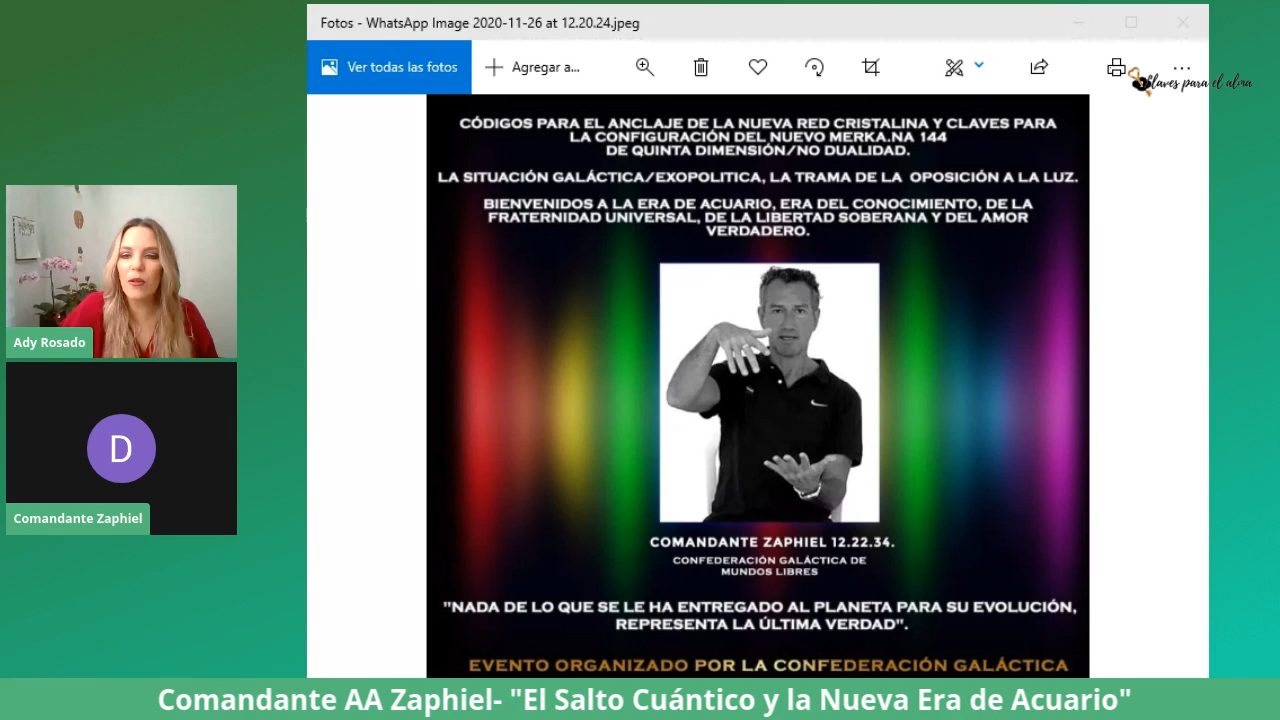 Fotos - WhatsApp Image 2020-11-26 at 12.20.24.jpeg
Ver todas las fotos
Agregar a...
laves para el alma
CÓDIGOS PARA EL ANCLAJE DE LA NUEVA RED CRISTALINA Y CLAVES PARA
LA CONFIGURACIÓN DEL NUEVO MERKA.NA 144
DE QUINTA DIMENSIÓN/NO DUALIDAD.
LA SITUACIÓN GALÁCTICA/EXOPOLITICA, LA TRAMA DE LA OPOSICIÓN A LA LUZ.
BIENVENIDOS A LA ERA DE ACUARIO, ERA DEL CONOCIMIENTO, DE LA
FRATERNIDAD UNIVERSAL, DE LA LIBERTAD SOBERANA Y DEL AMOR
VERDADERO.
Ady Rosado
D
Comandante Zaphiel
COMANDANTE ZAPHIEL 12.22.34.
CONFEDERACIÓN GALÁCTICA DE
MUNDOS LIBRES
"NADA DE LO QUE SE LE HA ENTREGADO AL PLANETA PARA SU EVOLUCIÓN,
REPRESENTA LA ÚLTIMA VERDAD".
EVENTO ORGANIZADO POR LA CONFEDERACIÓN GALÁCTICA
Comandante AA Zaphiel- "El Salto Cuántico y la Nueva Era de Acuario"